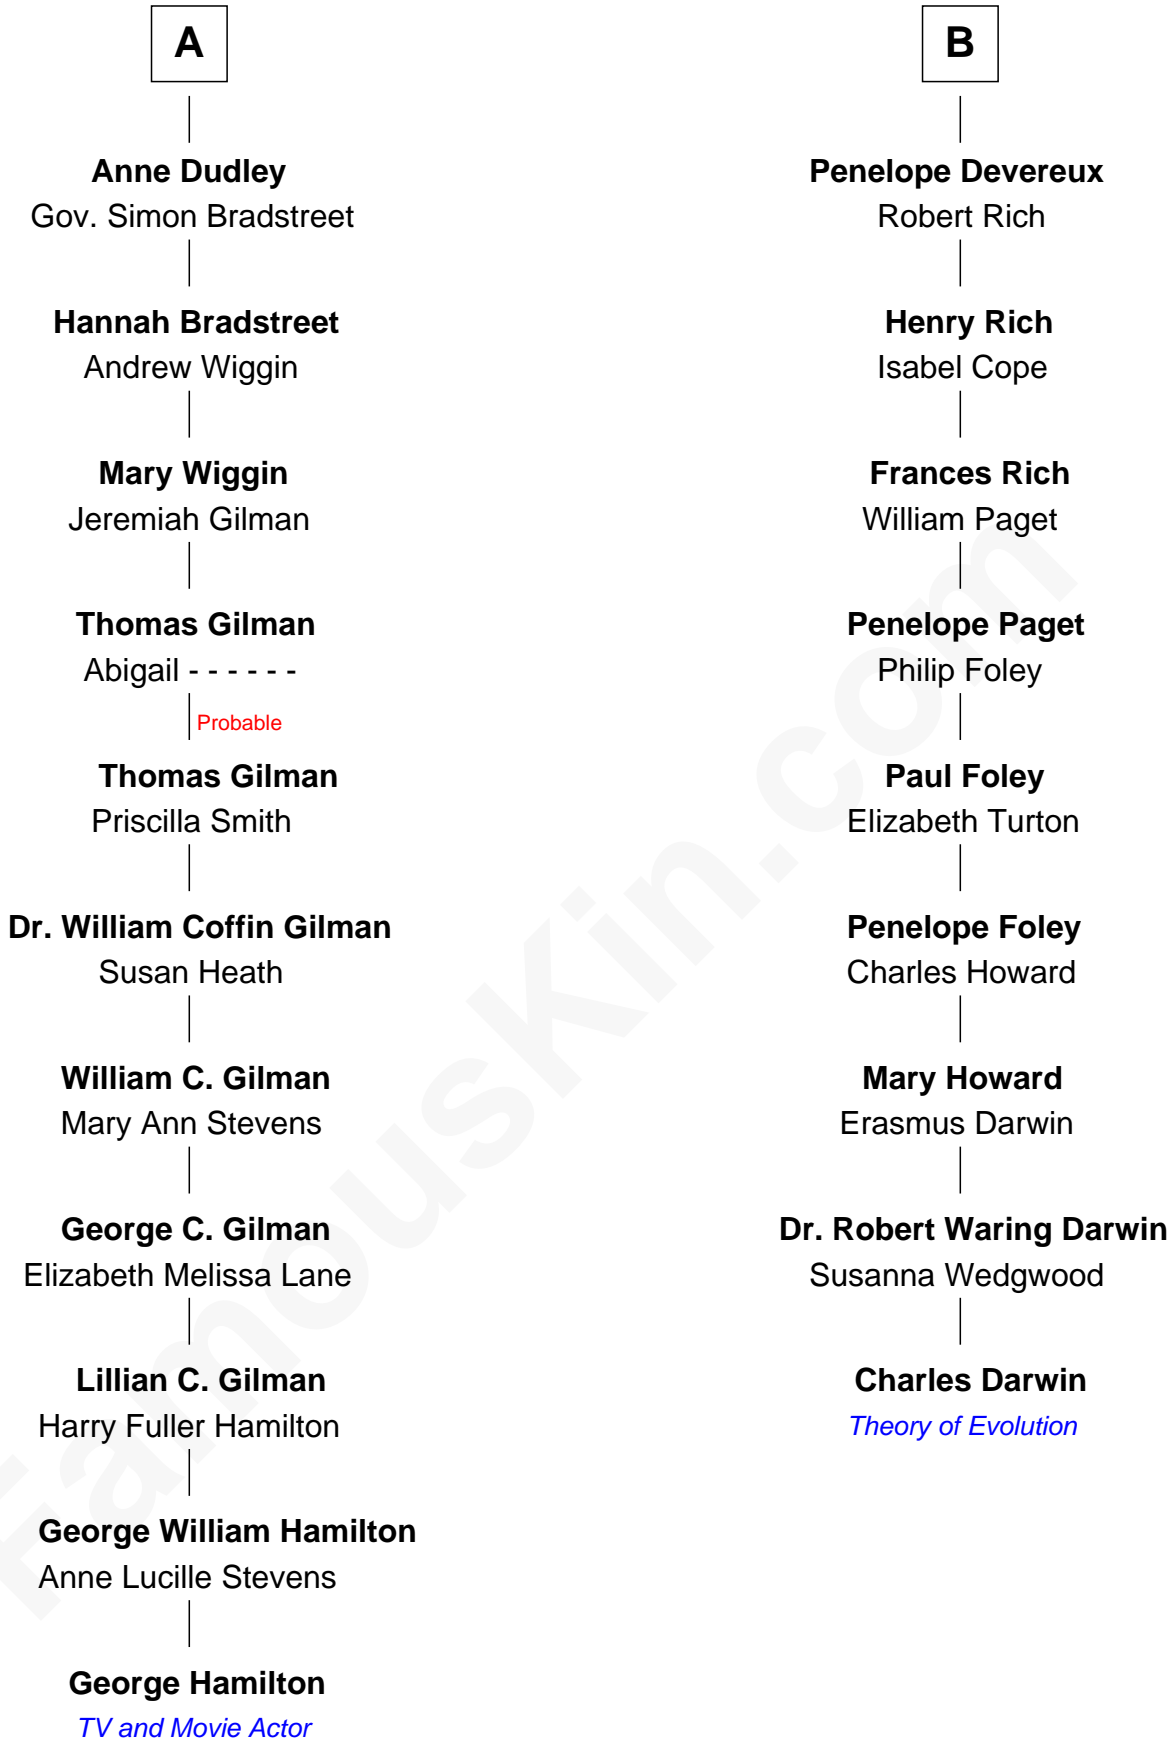 A
Anne Dudley
Gov. Simon Bradstreet
Hannah Bradstreet
Andrew Wiggin
Mary Wiggin
Jeremiah Gilman
Thomas Gilman
Abigail - - - - - -
Probable
Thomas Gilman
Priscilla Smith
Dr. William Coffin Gilman
Susan Heath
William C. Gilman
Mary Ann Stevens
George C. Gilman
Elizabeth Melissa Lane
Lillian C. Gilman
Harry Fuller Hamilton
George William Hamilton
Anne Lucille Stevens
George Hamilton
TV and Movie Actor
B
Penelope Devereux
Robert Rich
Henry Rich
Isabel Cope
Frances Rich
William Paget
Penelope Paget
Philip Foley
Paul Foley
Elizabeth Turton
Penelope Foley
Charles Howard
Mary Howard
Erasmus Darwin
Dr. Robert Waring Darwin
Susanna Wedgwood
Charles Darwin
Theory of Evolution
FamousKin.com